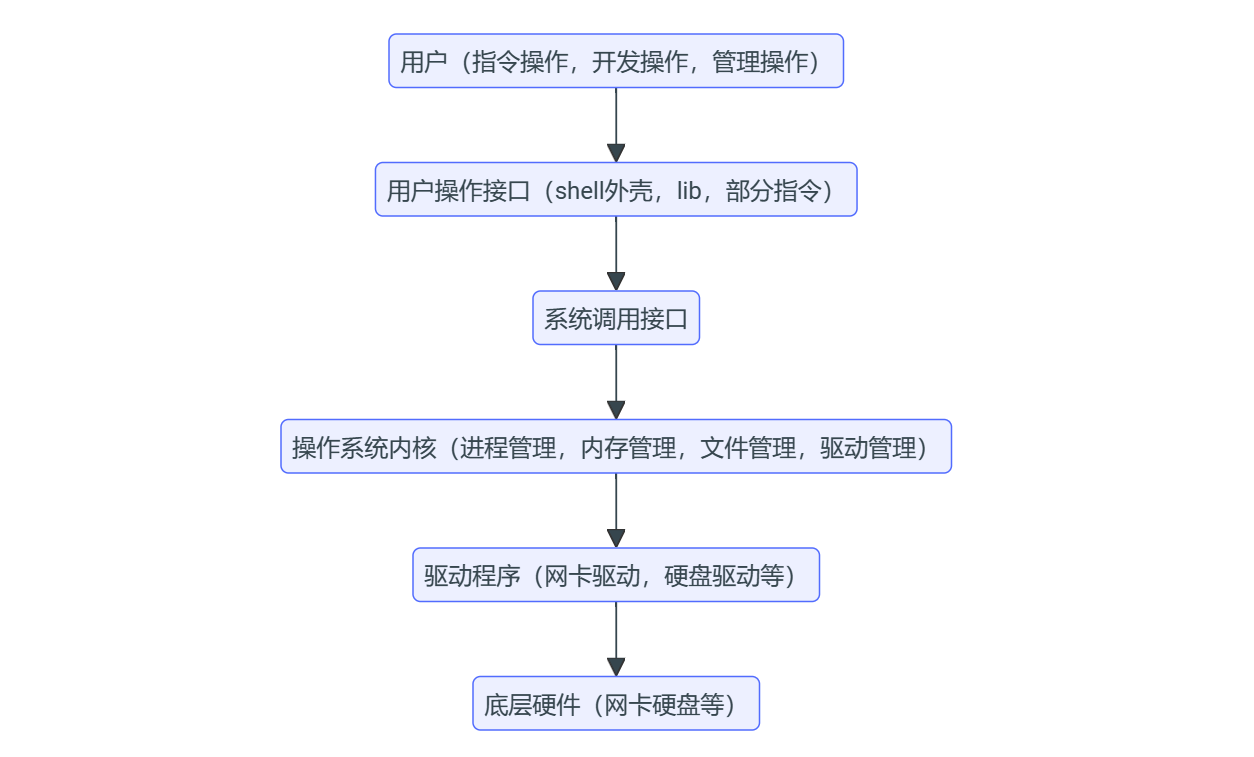 用户（指令操作，开发操作，管理操作）
用户操作接口（shell外壳，lib，部分指令）
系统调用接口
操作系统内核（进程管理，内存管理，文件管理，驱动管理）
驱动程序（网卡驱动，硬盘驱动等）
底层硬件（网卡硬盘等）